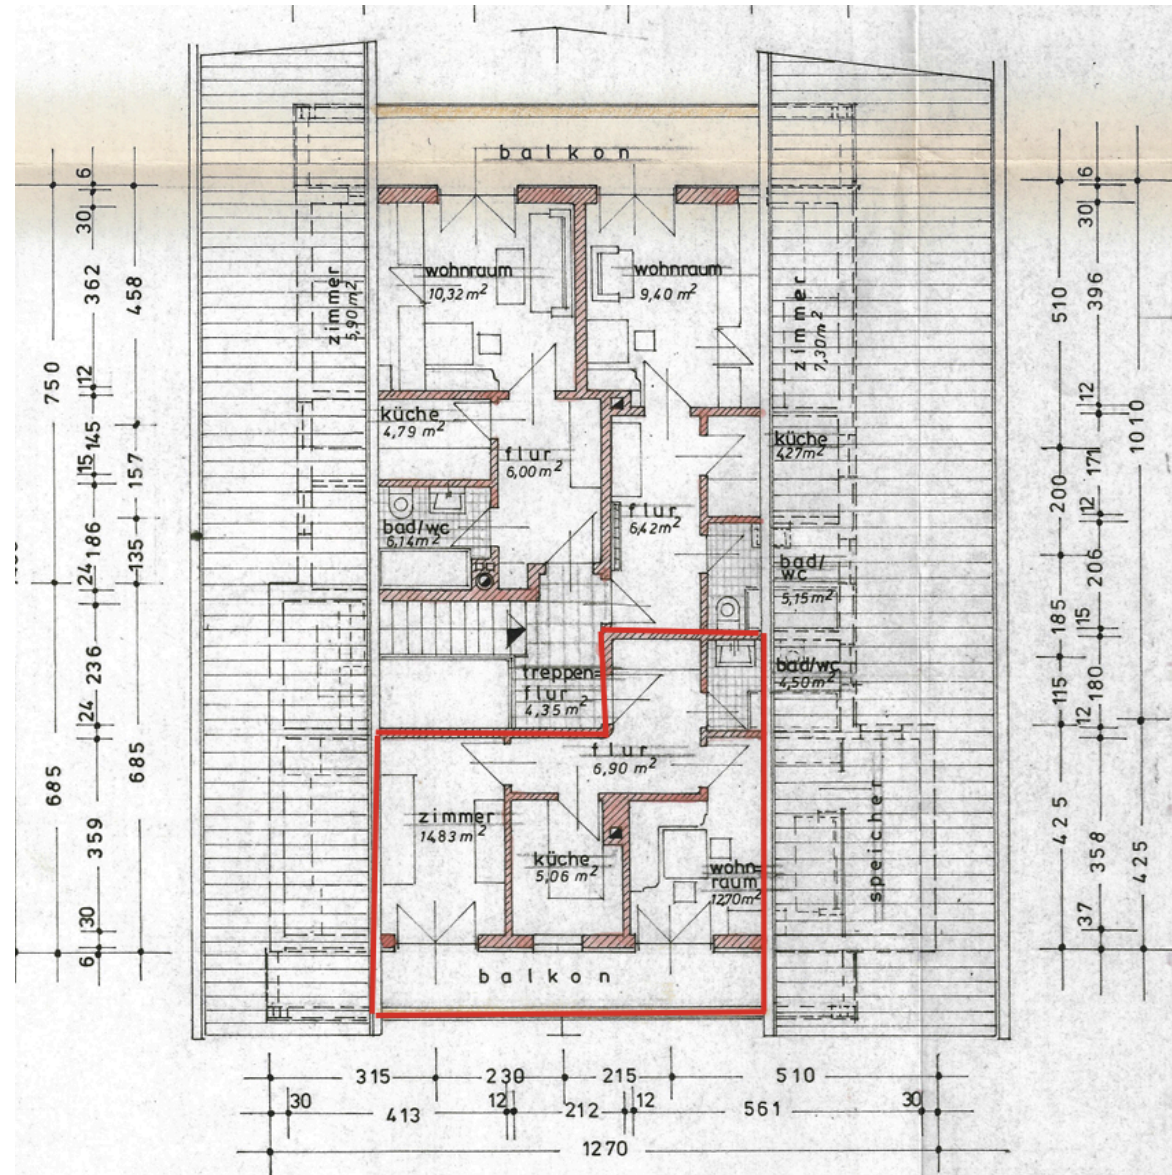 balkon
wohnraum
10,32 m²
wohnraum
9,40 m²
zimmer
5,90 m²
zimmer
7,30 m²
küche
4,79 m²
flur
6,00 m²
küche
4,27 m²
flur
6,42 m²
bad/wc
6,14 m²
bad/
wc
5,15 m²
treppen=
flur
4,35 m²
bad/wc
4,50 m²
flur
6,90 m²
zimmer
14,83 m²
küche
5,06 m²
wohn=
raum
12,70 m²
speicher
balkon
6
30
362
12
145
15
186
24
236
24
359
30
6
458
157
135
685
750
685
6
30
396
12
171
12
206
15
180
12
358
37
510
200
185
115
425
1010
425
315
230
215
510
30
413
12
212
12
561
30
1270